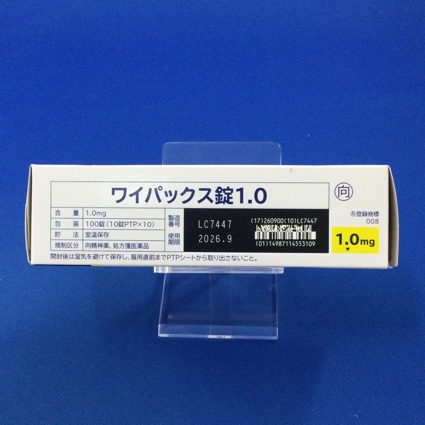 ワイパックス錠1.0
向
含　量 1.0mg
包　装 100錠(10錠PTP×10)
貯　法 室温保存
規制区分 向精神薬、処方箋医薬品
製造番号 LC7447
使用期限 2026.9
(17)260900(10)LC7447
(01)14987114553109
®登録商標
008
1.0mg
開封後は湿気を避けて保存し、服用直前までPTPシートから取り出さないこと。